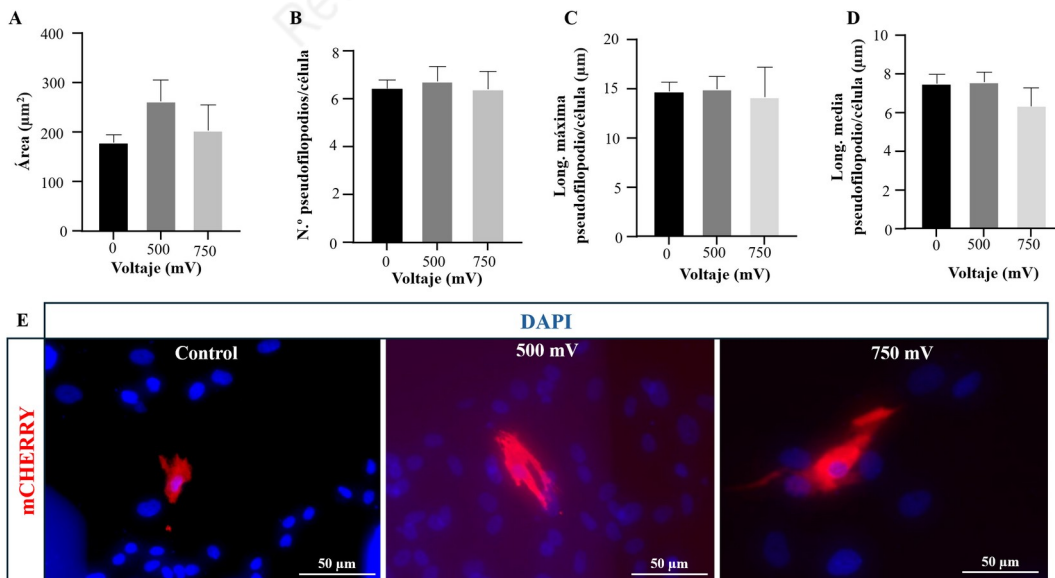 A
Área (µm²)
400
300
200
100
0
0 500 750
Voltaje (mV)
B
N.º pseudofilopodios/célula
8
6
4
2
0
0 500 750
Voltaje (mV)
C
Long. máxima
pseudofilopodio/célula (µm)
20
15
10
5
0
0 500 750
Voltaje (mV)
D
Long. media
pseudofilopodio/célula (µm)
10
8
6
4
2
0
0 500 750
Voltaje (mV)
E
DAPI
mCHERRY
Control
500 mV
750 mV
50 µm
50 µm
50 µm